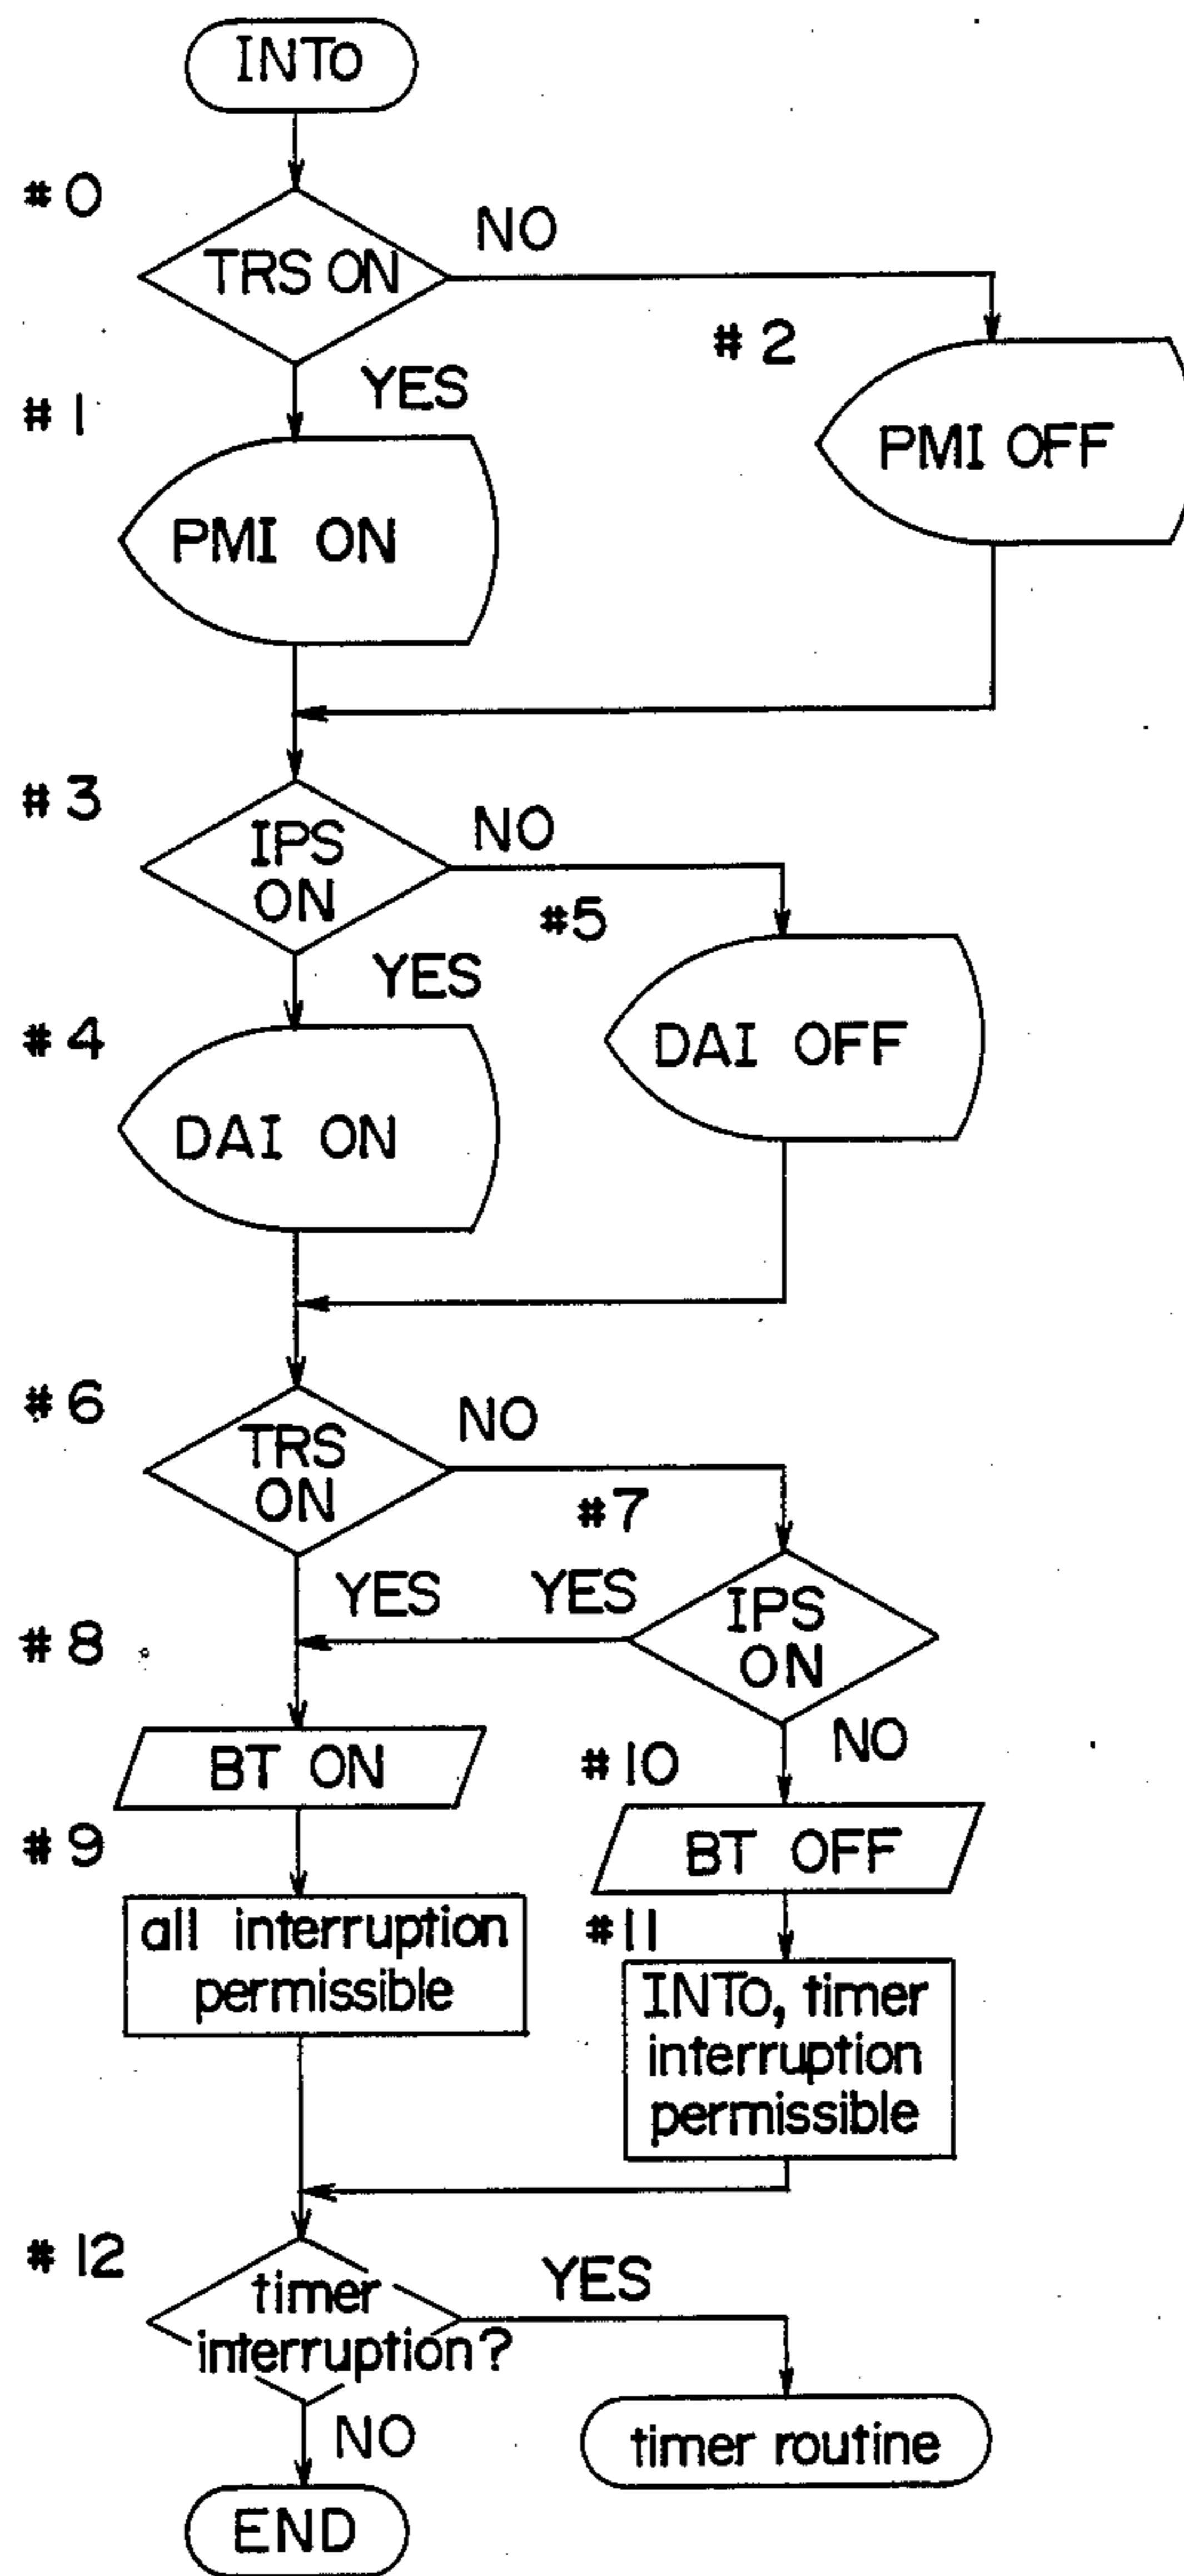 INTo
#0
TRS ON
NO
#2
YES
#1
PMI OFF
PMI ON
#3
IPS
ON
NO
#5
YES
#4
DAI OFF
DAI ON
#6
TRS
ON
NO
#7
YES
YES
IPS
ON
#8
NO
BT ON
#10
#9
BT OFF
all interruption
permissible
#11
INTo, timer
interruption
permissible
#12
timer
interruption?
YES
NO
timer routine
END